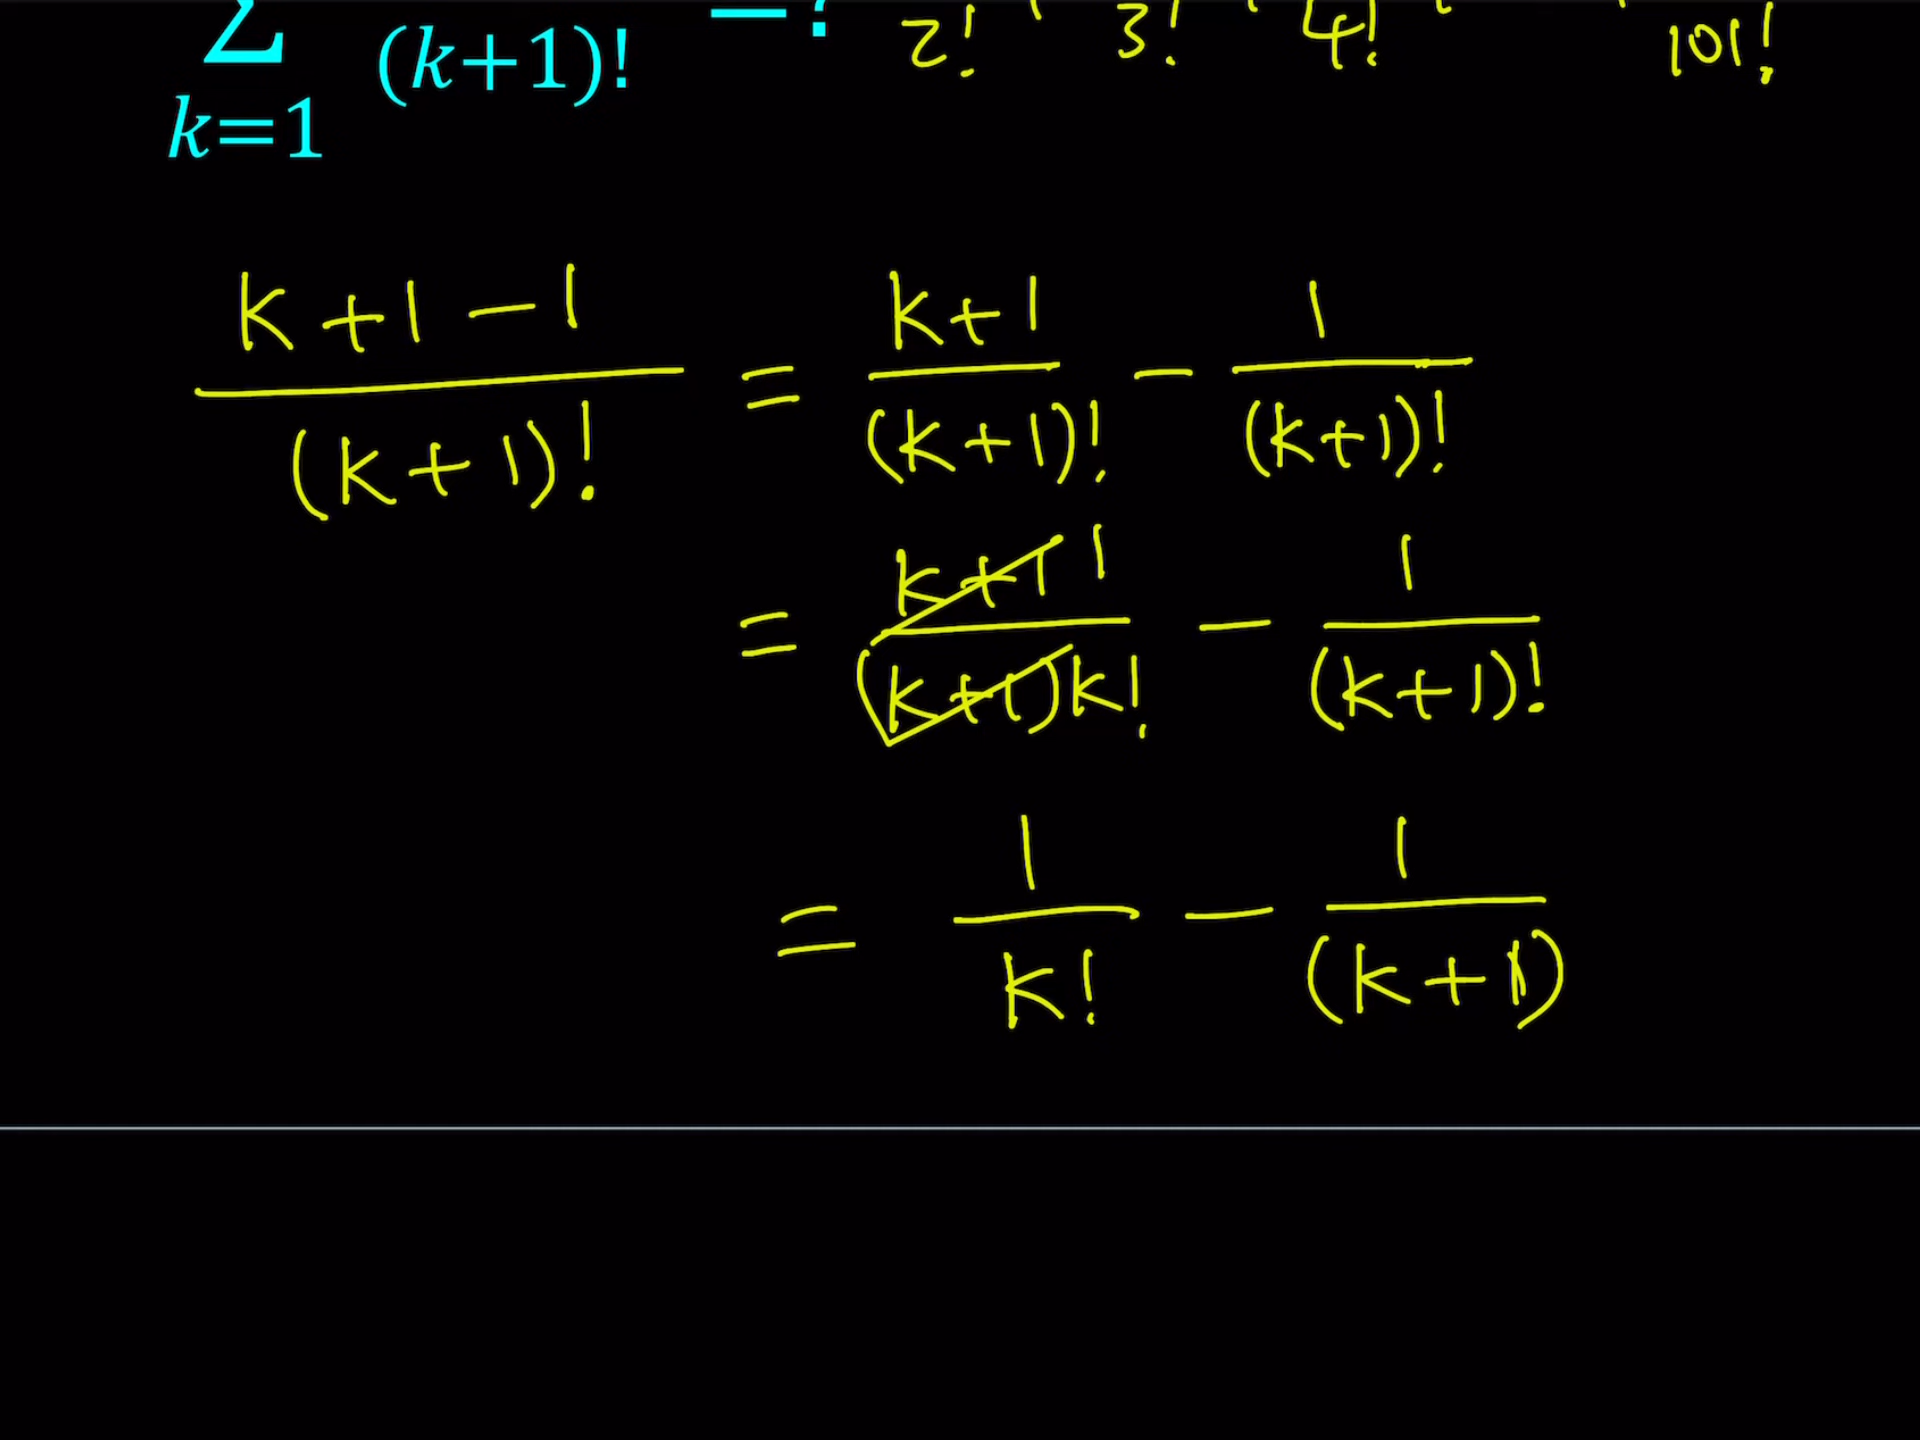 ∑ (k+1)! = ? 2! 3! 4! 101!
k=1
k+1-1 / (k+1)! = k+1 / (k+1)! - 1 / (k+1)!
= k+1 1 / (k+1)k! - 1 / (k+1)!
= 1 / k! - 1 / (k+1)